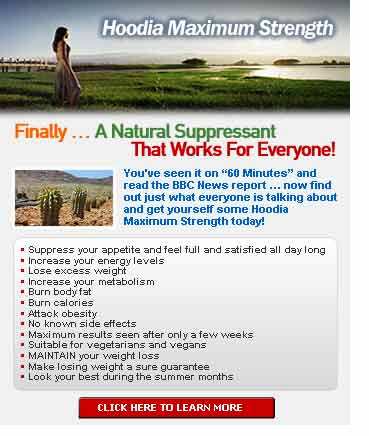 Hoodia Maximum Strength
Finally ... A Natural Suppressant
That Works For Everyone!
You've seen it on “60 Minutes” and
read the BBC News report ... now find
out just what everyone is talking about
and get yourself some Hoodia
Maximum Strength today!
Suppress your appetite and feel full and satisfied all day long
Increase your energy levels
Lose excess weight
Increase your metabolism
Burn body fat
Burn calories
Attack obesity
No known side effects
Maximum results seen after only a few weeks
Suitable for vegetarians and vegans
MAINTAIN your weight loss
Make losing weight a sure guarantee
Look your best during the summer months
CLICK HERE TO LEARN MORE